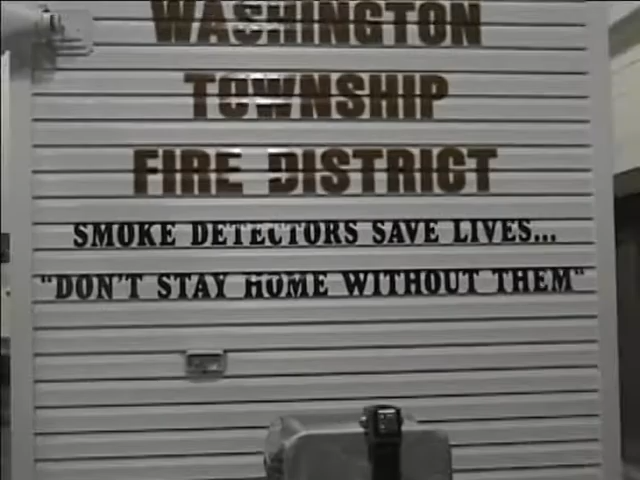 WASHINGTON
TOWNSHIP
FIRE DISTRICT
SMOKE DETECTORS SAVE LIVES...
"DON'T STAY HOME WITHOUT THEM"